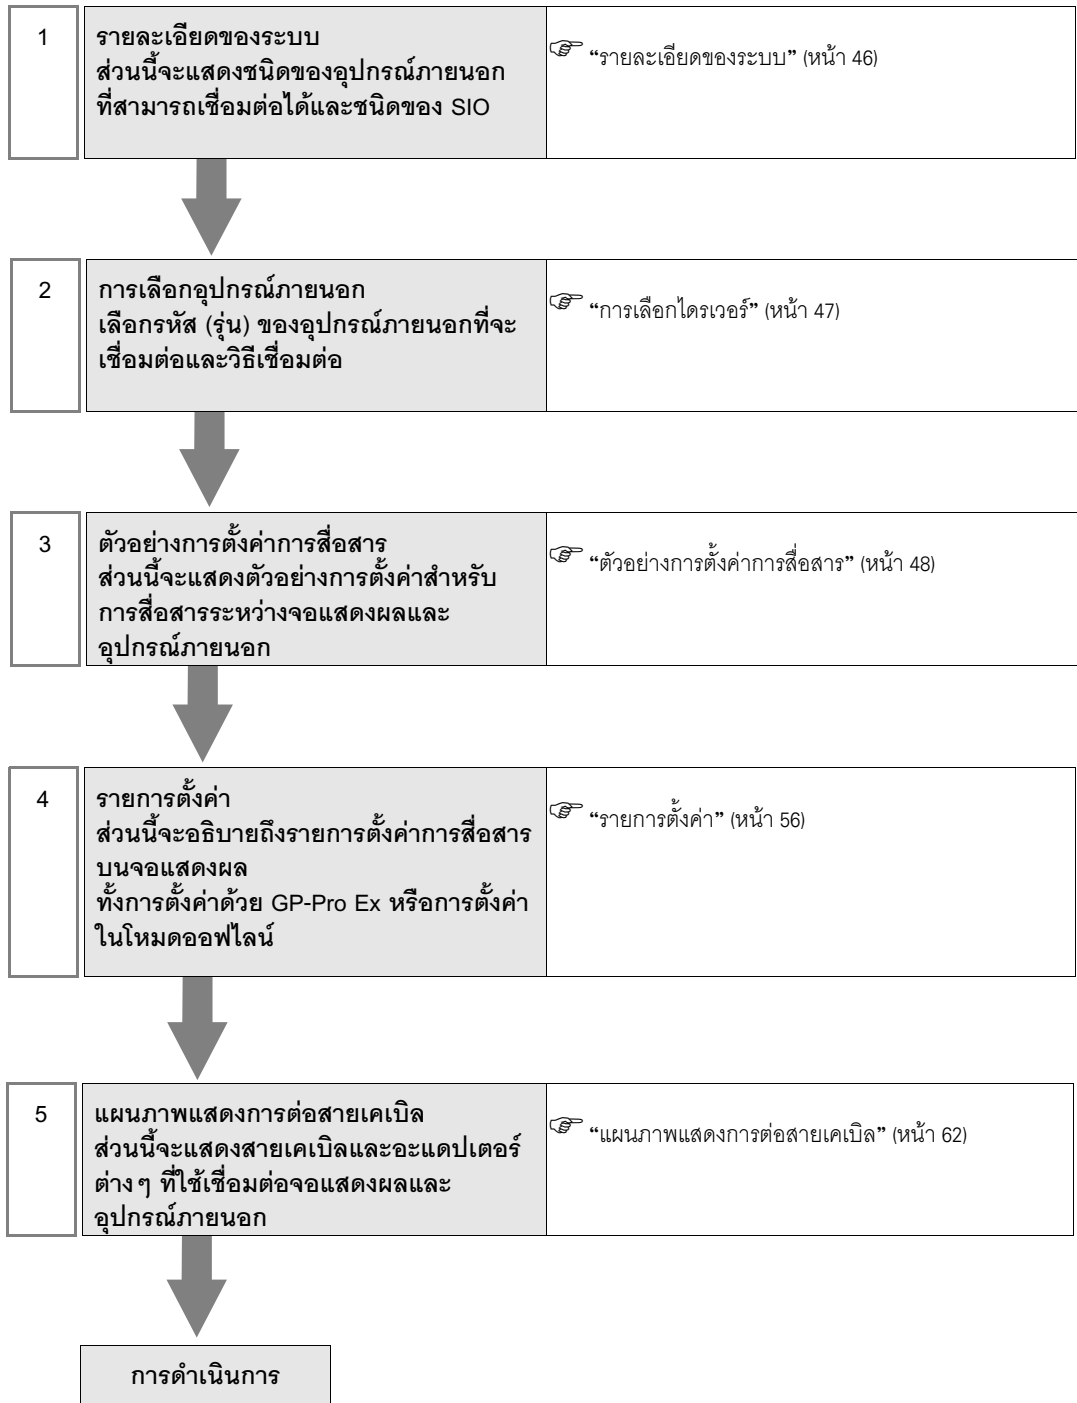 1
รายละเอียดของระบบ
ส่วนนี้จะแสดงชนิดของอุปกรณ์ภายนอก
ที่สามารถเชื่อมต่อได้และชนิดของ SIO
“รายละเอียดของระบบ” (หน้า 46)
2
การเลือกอุปกรณ์ภายนอก
เลือกรหัส (รุ่น) ของอุปกรณ์ภายนอกที่จะ
เชื่อมต่อและวิธีเชื่อมต่อ
“การเลือกไดรเวอร์” (หน้า 47)
3
ตัวอย่างการตั้งค่าการสื่อสาร
ส่วนนี้จะแสดงตัวอย่างการตั้งค่าสำหรับ
การสื่อสารระหว่างจอแสดงผลและ
อุปกรณ์ภายนอก
“ตัวอย่างการตั้งค่าการสื่อสาร” (หน้า 48)
4
รายการตั้งค่า
ส่วนนี้จะอธิบายถึงรายการตั้งค่าการสื่อสาร
บนจอแสดงผล
ทั้งการตั้งค่าด้วย GP-Pro Ex หรือการตั้งค่า
ในโหมดออฟไลน์
“รายการตั้งค่า” (หน้า 56)
5
แผนภาพแสดงการต่อสายเคเบิล
ส่วนนี้จะแสดงสายเคเบิลและอะแดปเตอร์
ต่างๆ ที่ใช้เชื่อมต่อจอแสดงผลและ
อุปกรณ์ภายนอก
“แผนภาพแสดงการต่อสายเคเบิล” (หน้า 62)
การดำเนินการ